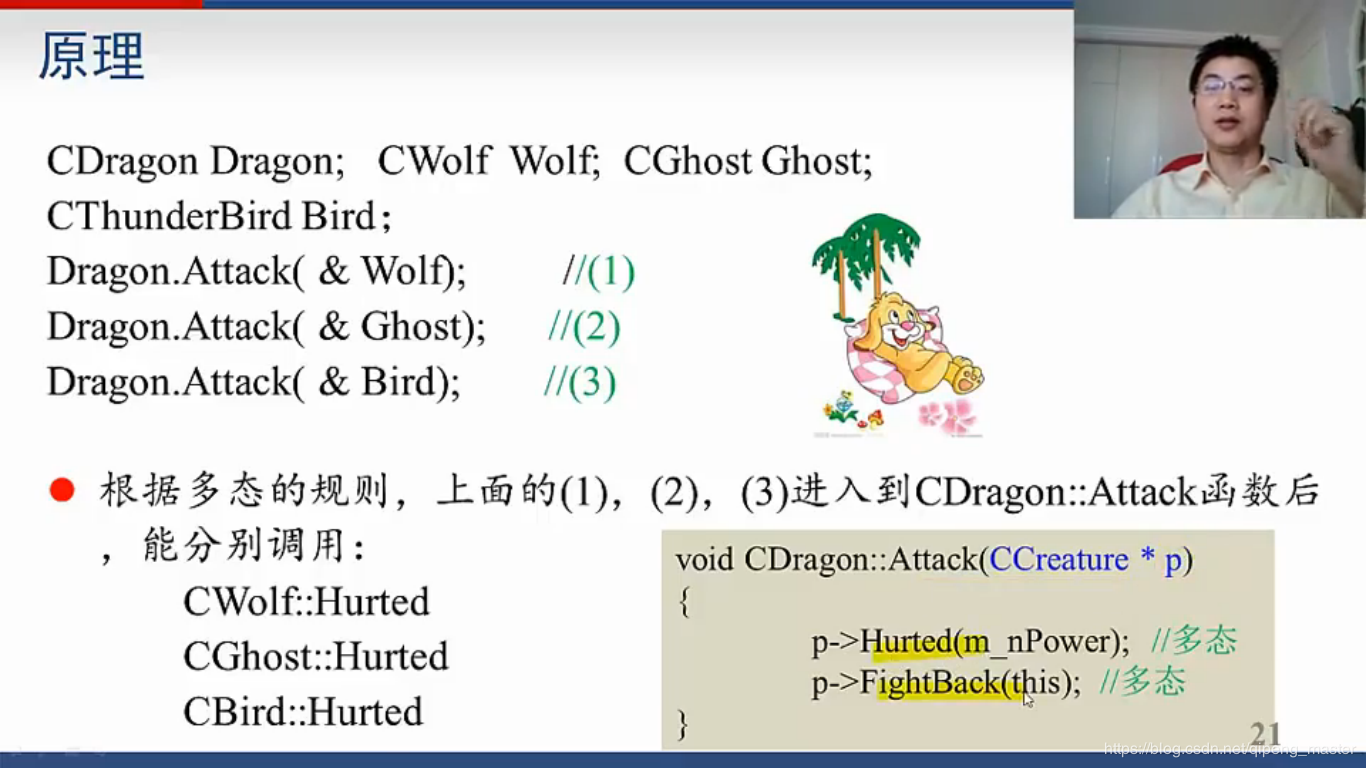 原理
CDragon Dragon; CWolf Wolf; CGhost Ghost;
CThunderBird Bird；
Dragon.Attack( & Wolf); //(1)
Dragon.Attack( & Ghost); //(2)
Dragon.Attack( & Bird); //(3)
根据多态的规则，上面的(1)，(2)，(3)进入到CDragon::Attack函数后
，能分别调用：
CWolf::Hurted
CGhost::Hurted
CBird::Hurted
void CDragon::Attack(CCreature * p)
{
p->Hurted(m_nPower); //多态
p->FightBack(this); //多态
}
21
https://blog.csdn.net/qipeng_master